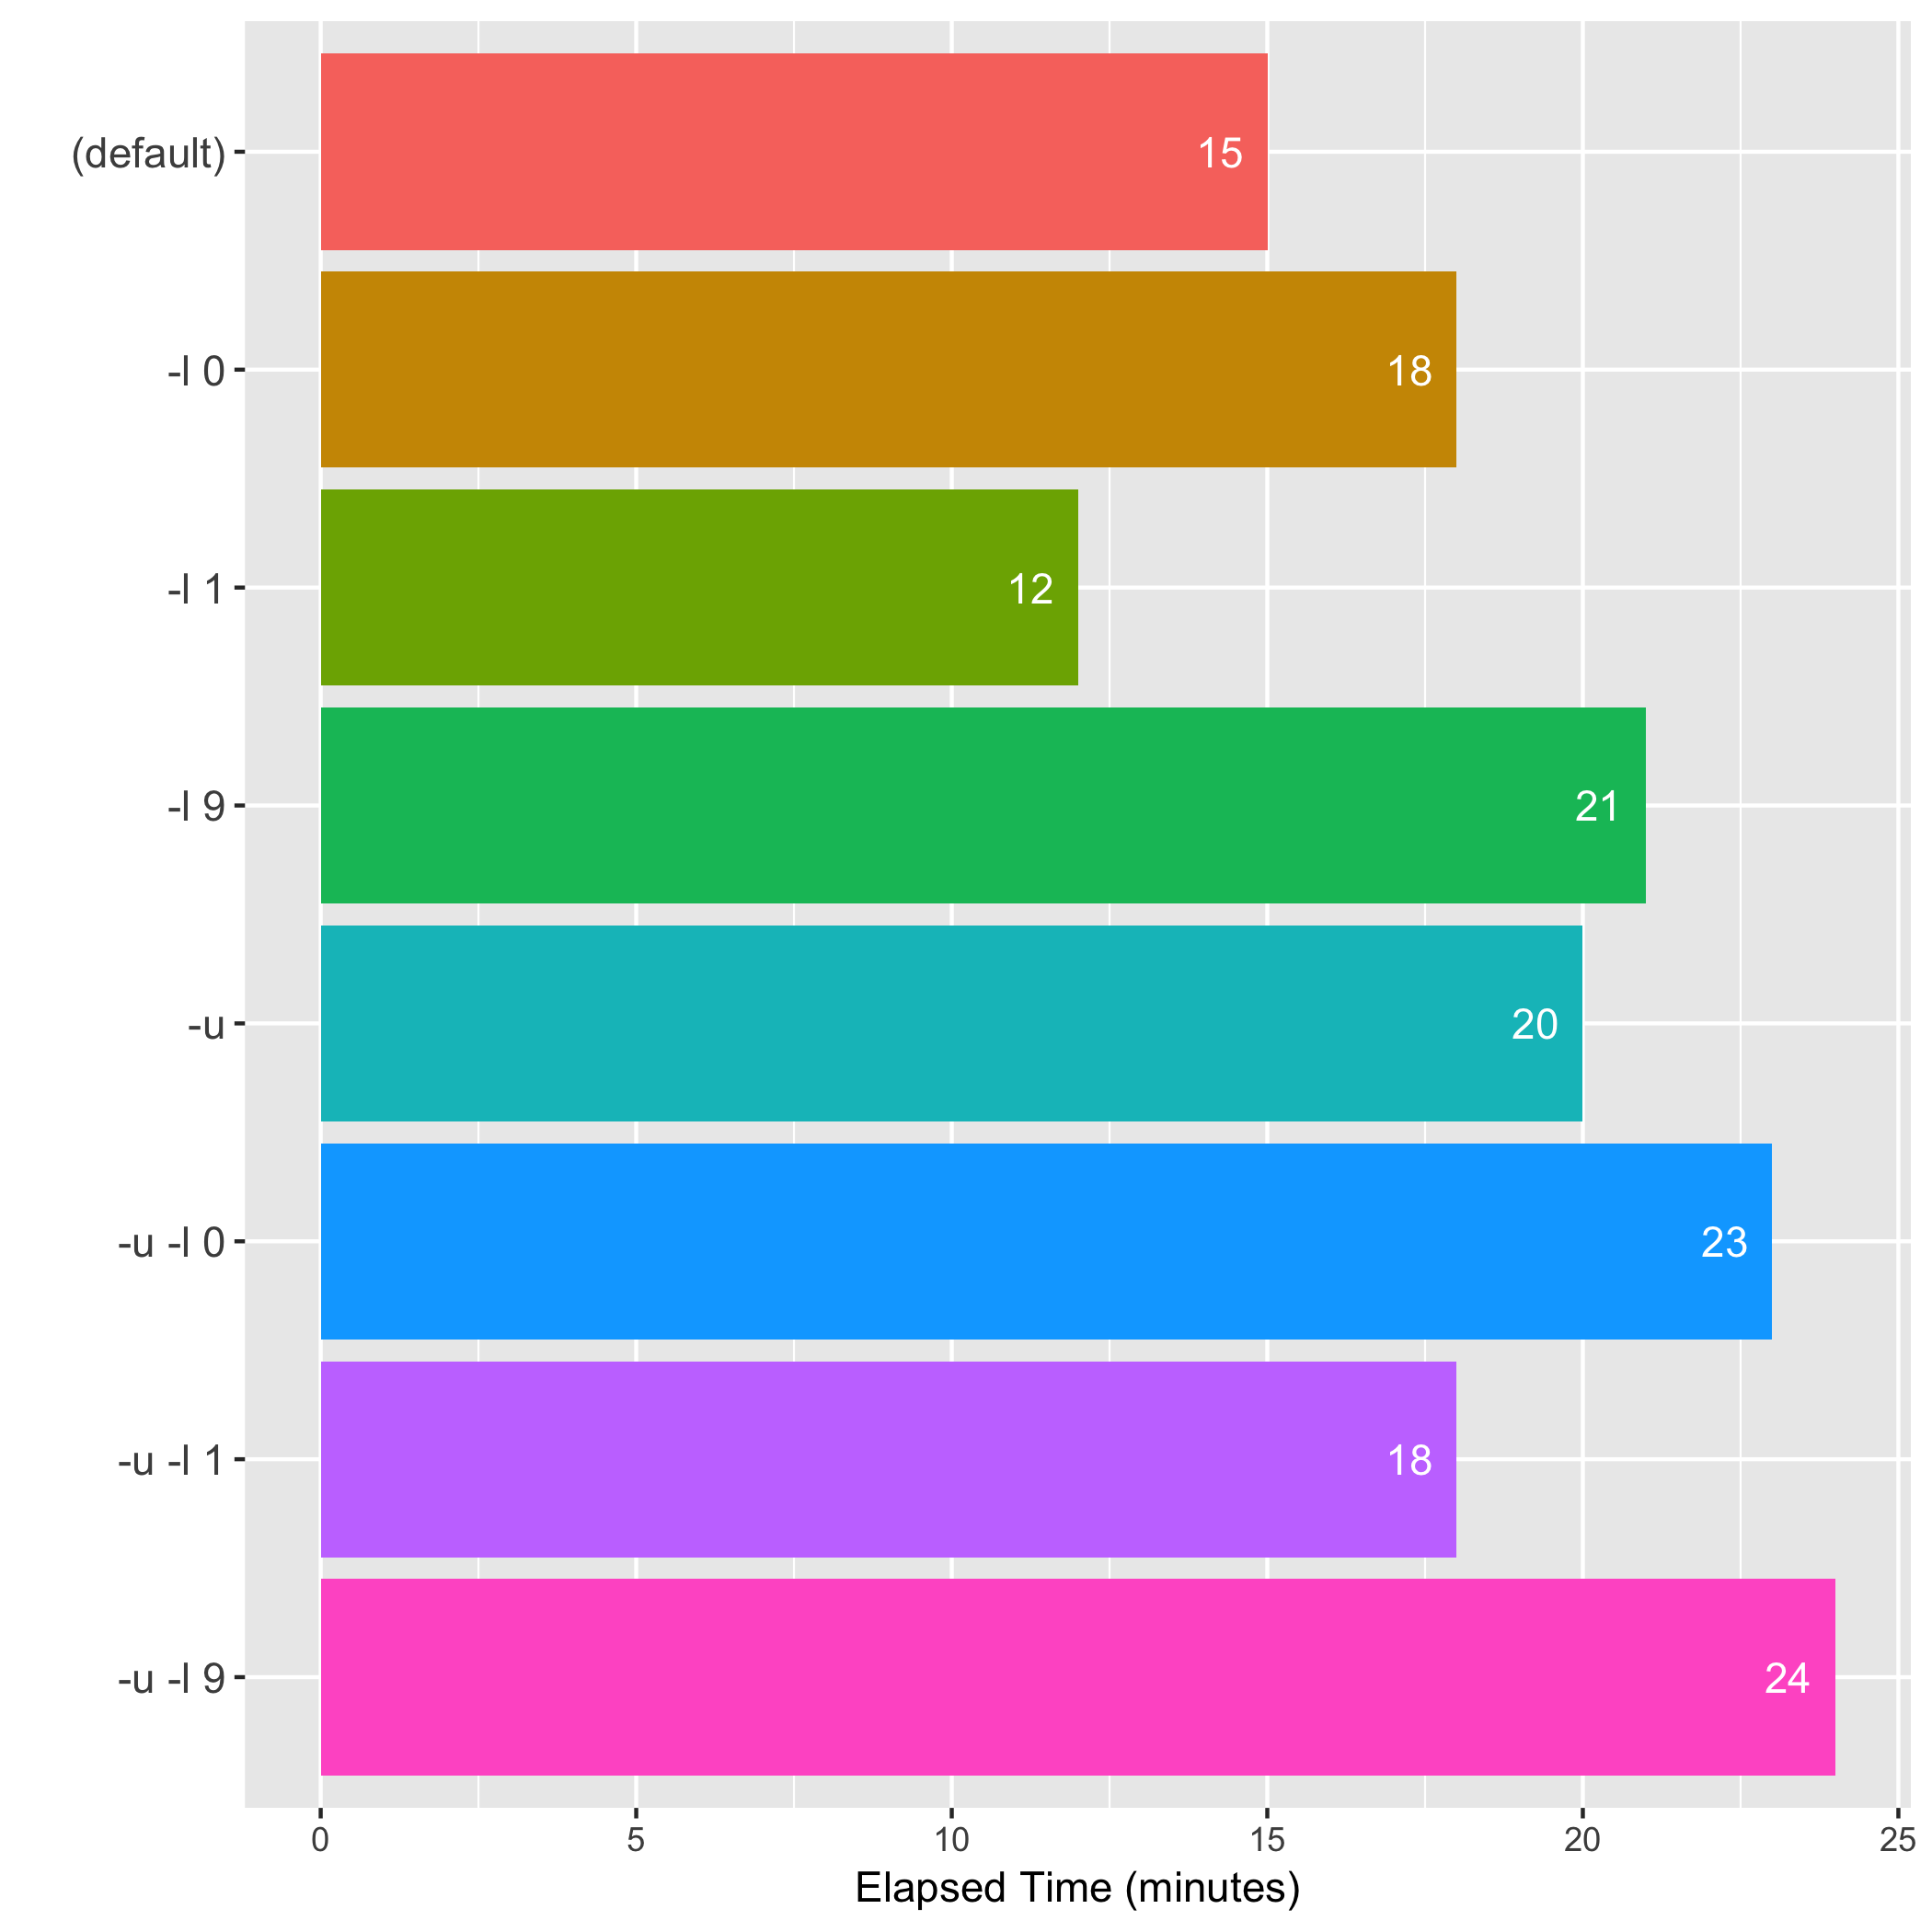 (default)
15
-l 0
18
-l 1
12
-l 9
21
-u
20
-u -l 0
23
-u -l 1
18
-u -l 9
24
0 5 10 15 20 25
Elapsed Time (minutes)